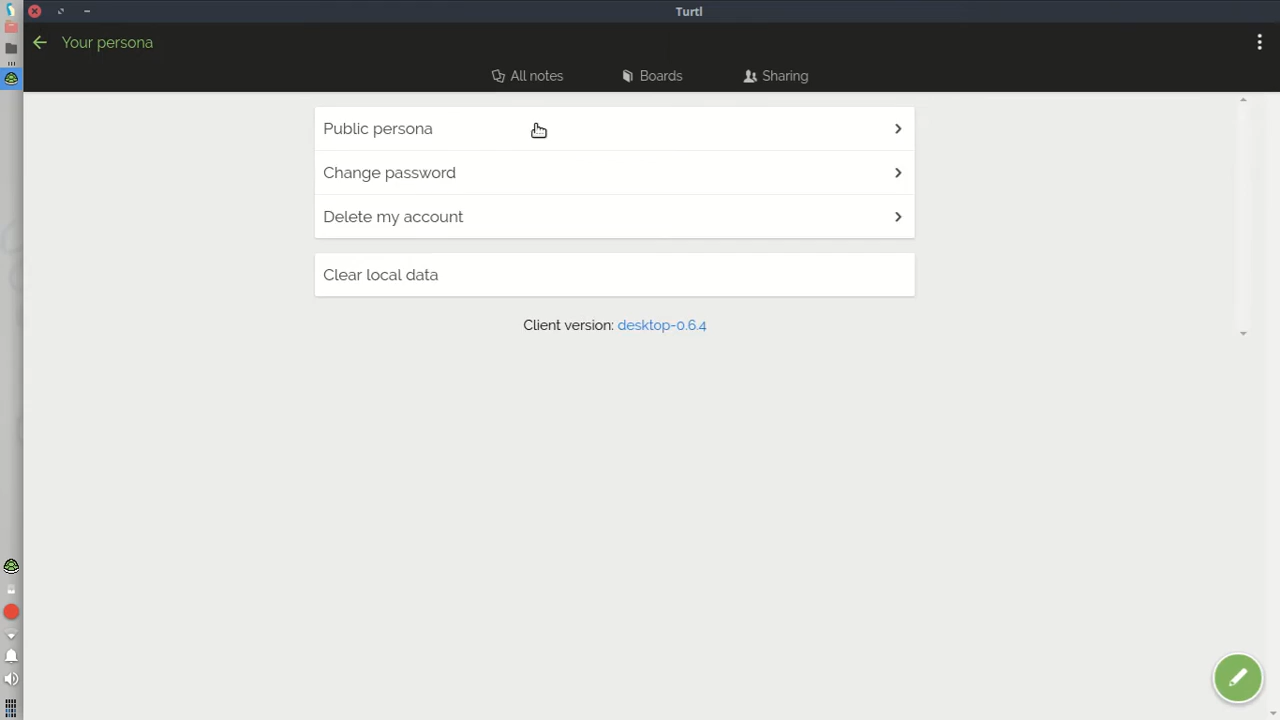 Turtl
Your persona
All notes
Boards
Sharing
Public persona
Change password
Delete my account
Clear local data
Client version: desktop-0.6.4